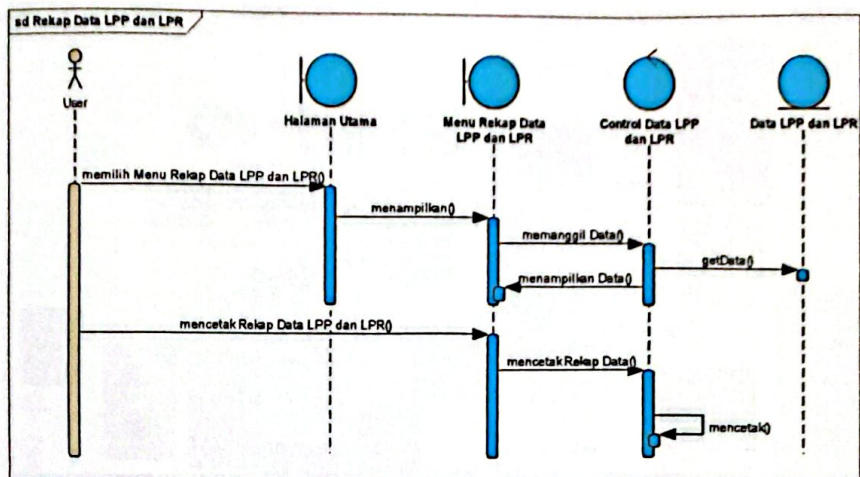 sd Rekap Data LPP dan LPR
User
Halaman Utama
Menu Rekap Data
LPP dan LPR
Control Data LPP
dan LPR
Data LPP dan LPR
memilih Menu Rekap Data LPP dan LPR()
menampilkan()
memanggil Data()
getData()
menampilkan Data()
mencetak Rekap Data LPP dan LPR()
mencetak Rekap Data()
mencetak()